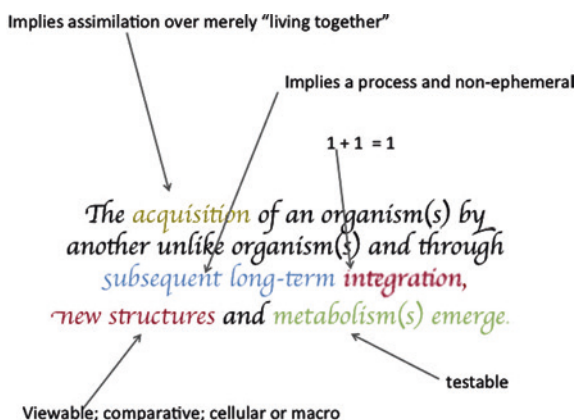 Implies assimilation over merely “living together”
Implies a process and non-ephemeral
1 + 1 = 1
The acquisition of an organism(s) by
another unlike organism(s) and through
subsequent long-term integration,
new structures and metabolism(s) emerge.
testable
Viewable; comparative; cellular or macro